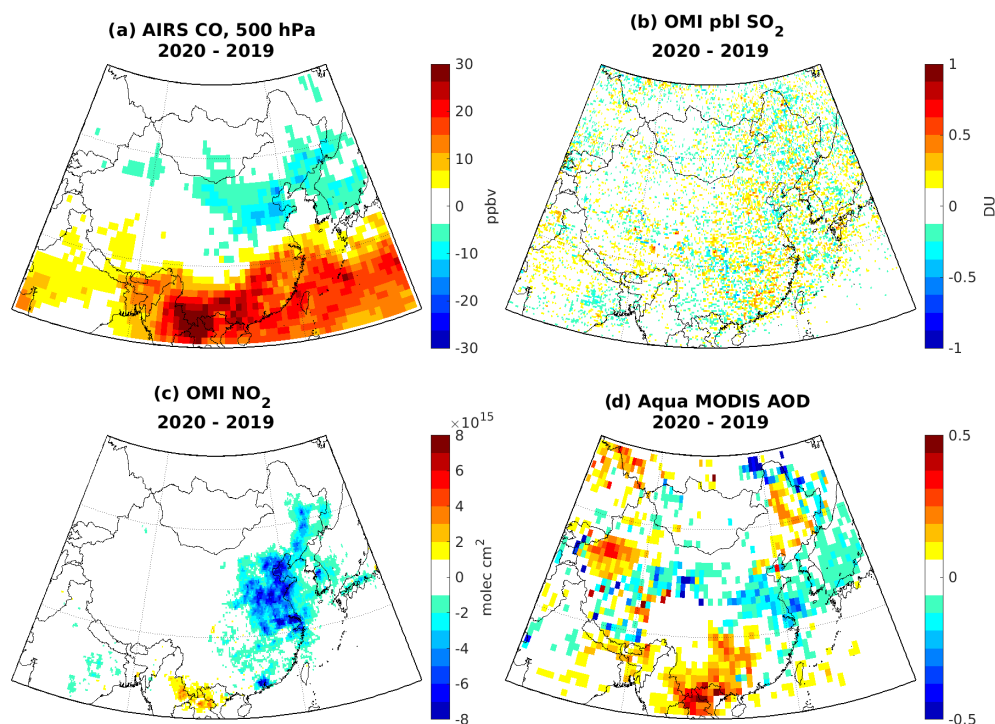 (a) AIRS CO, 500 hPa
2020 - 2019
30
20
10
0
-10
-20
-30
ppbv
(b) OMI pbl SO₂
2020 - 2019
1
0.5
0
-0.5
-1
DU
(c) OMI NO₂
2020 - 2019
×10¹⁵
8
6
4
2
0
-2
-4
-6
-8
molec cm²
(d) Aqua MODIS AOD
2020 - 2019
0.5
0
-0.5